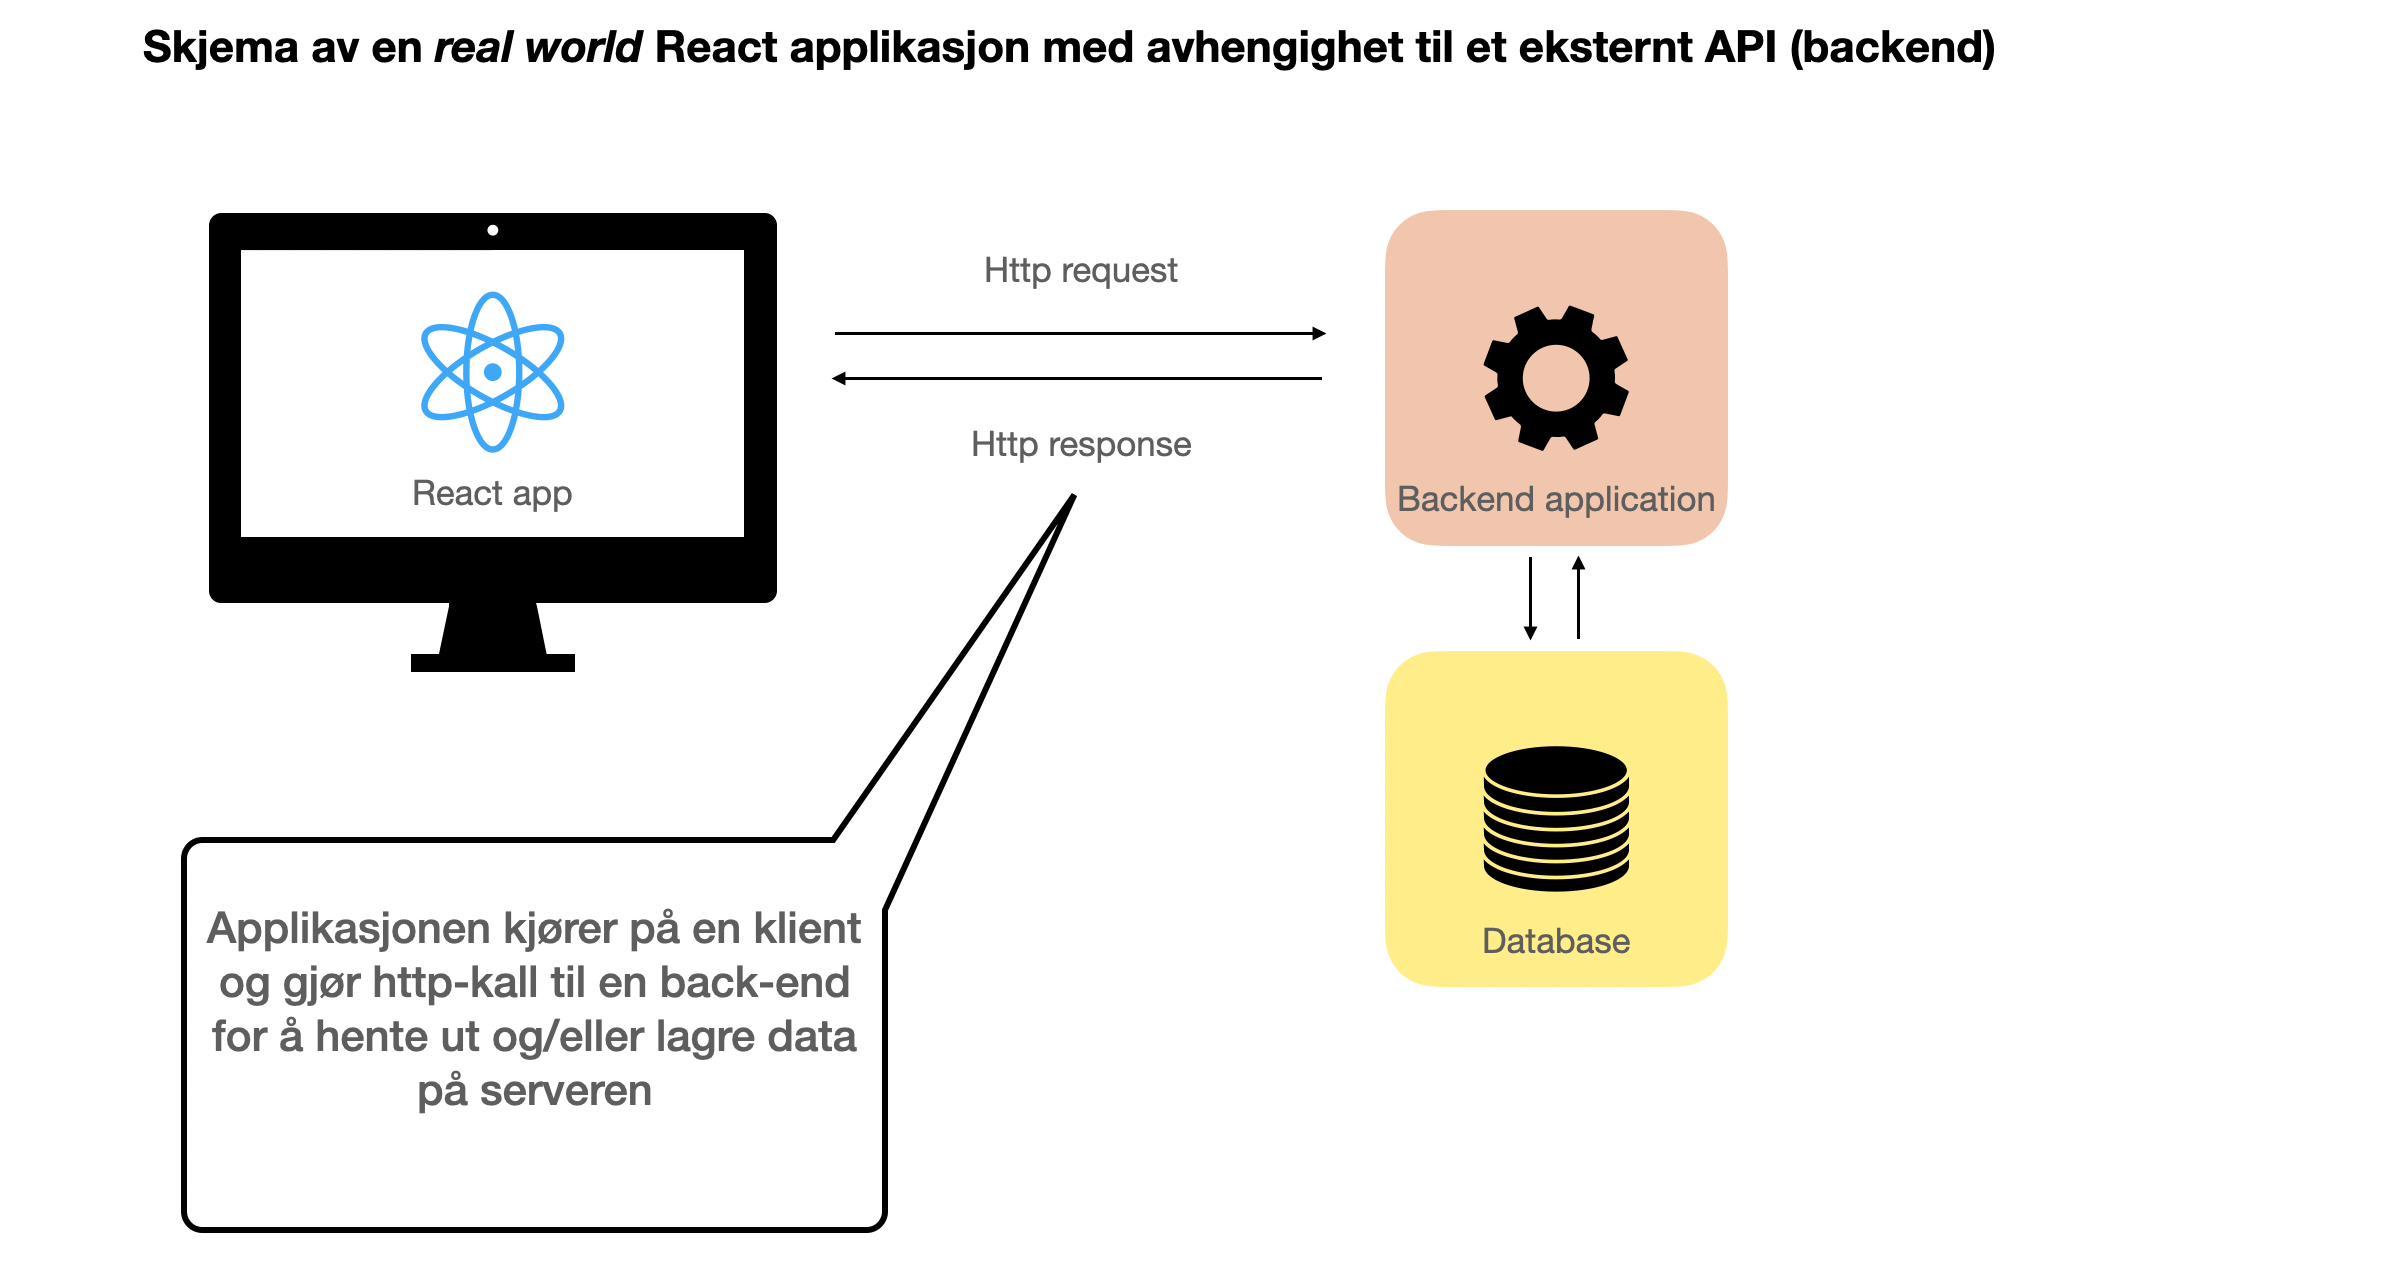 Skjema av en real world React applikasjon med avhengighet til et eksternt API (backend)
Http request
Http response
React app
Backend application
Database
Applikasjonen kjører på en klient
og gjør http-kall til en back-end
for å hente ut og/eller lagre data
på serveren